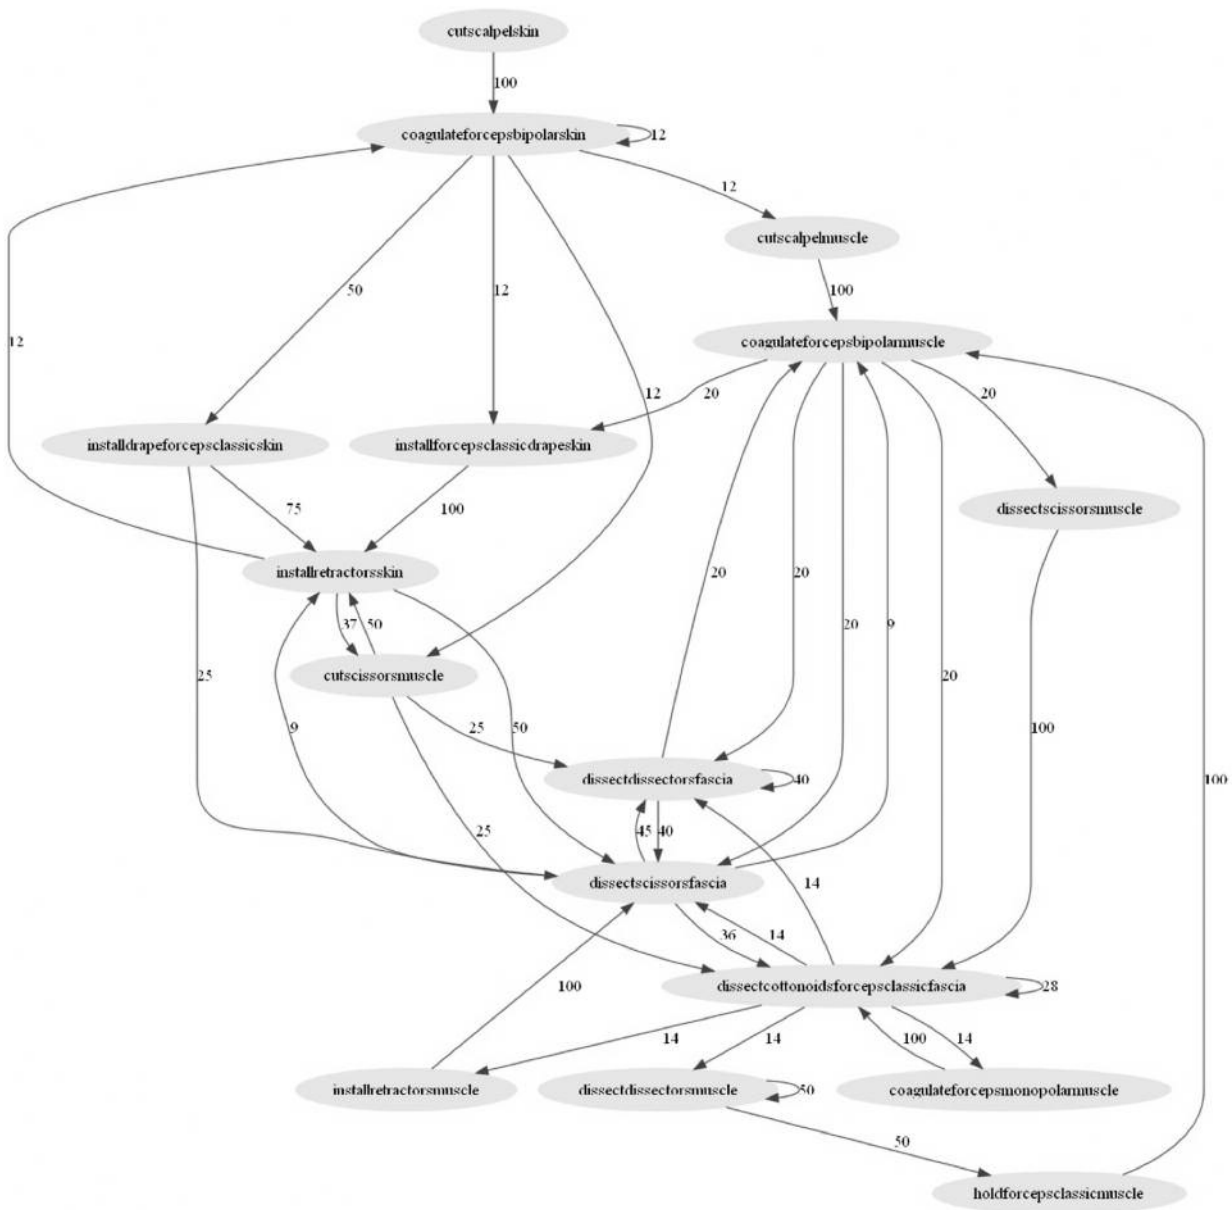 cutscalpelskin
100
coagulateforcepsbipolarskin
12
12
cutscalpelmuscle
50
12
100
12
coagulateforcepsbipolarmuscle
12
20
20
installdrapeforcepsclassicskin
installforcepsclassicdrapeskin
75
100
dissectscissorsmuscle
installretractorsskin
20
20
37
50
20
9
25
cutscissorsmuscle
20
9
50
25
100
dissectdissectorsfascia
40
100
25
45
40
dissectscissorsfascia
14
36
14
100
dissectcottonoidsforcepsclassicfascia
28
14
14
100
14
installretractorsmuscle
dissectdissectorsmuscle
50
coagulateforcepsmonopolarmuscle
50
holdforcepsclassicmuscle